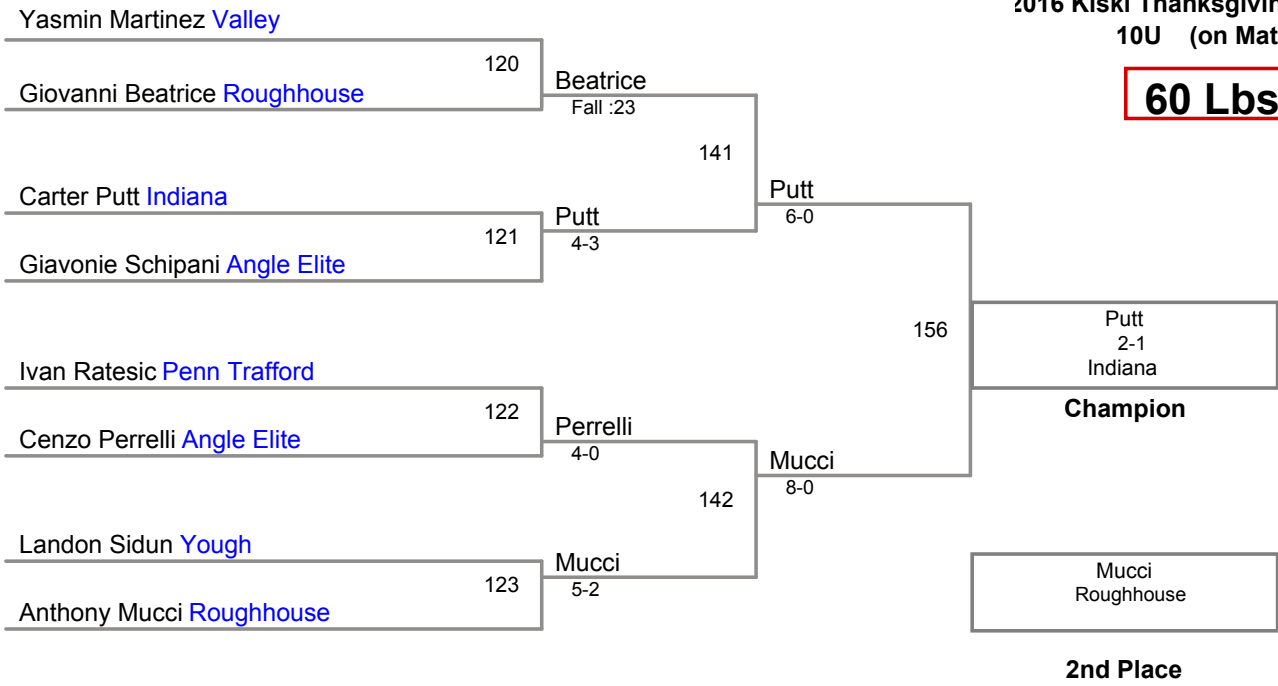 2016 Kiski Thanksgivin
10U (on Mat
60 Lbs
Yasmin Martinez Valley
120
Giovanni Beatrice Roughhouse
Beatrice
Fall :23
141
Carter Putt Indiana
121
Giavonie Schipani Angle Elite
Putt
4-3
Putt
6-0
156
Putt
2-1
Indiana
Champion
Ivan Ratesic Penn Trafford
122
Cenzo Perrelli Angle Elite
Perrelli
4-0
142
Mucci
8-0
Landon Sidun Yough
123
Anthony Mucci Roughhouse
Mucci
5-2
Mucci
Roughhouse
2nd Place